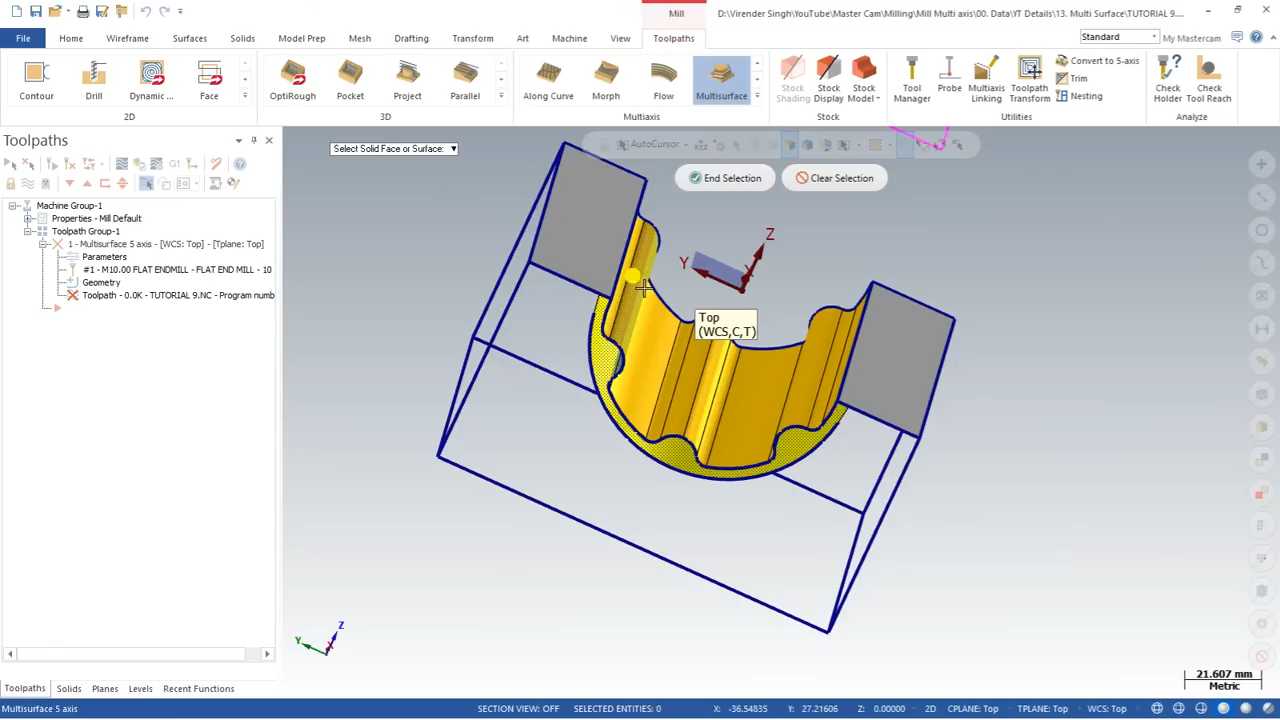 Mill
D:\Virender Singh\YouTube\Master Cam\Milling\Mill Multi axis\00. Data\YT Details\13. Multi Surface\TUTORIAL 9....
File
Home
Wireframe
Surfaces
Solids
Model Prep
Mesh
Drafting
Transform
Art
Machine
View
Toolpaths
Standard
My Mastercam
Contour
Drill
Dynamic ...
Face
2D
OptiRough
Pocket
Project
Parallel
3D
Along Curve
Morph
Flow
Multisurface
Multiaxis
Stock Shading
Stock Display
Stock Model
Stock
Tool Manager
Probe
Multiaxis Linking
Toolpath Transform
Convert to 5-axis
Trim
Nesting
Utilities
Check Holder
Check Tool Reach
Analyze
Toolpaths
G1
Machine Group-1
Properties - Mill Default
Toolpath Group-1
1 - Multisurface 5 axis - [WCS: Top] - [Tplane: Top]
Parameters
#1 - M10.00 FLAT ENDMILL - FLAT END MILL - 10
Geometry
Toolpath - 0.0K - TUTORIAL 9.NC - Program numb
Select Solid Face or Surface:
AutoCursor
End Selection
Clear Selection
Z
Y
X
Top
(WCS,C,T)
Z
Y
X
21.607 mm
Metric
Toolpaths
Solids
Planes
Levels
Recent Functions
Multisurface 5 axis
SECTION VIEW: OFF
SELECTED ENTITIES: 0
X: -36.54835
Y: 27.21606
Z: 0.00000
2D
CPLANE: Top
TPLANE: Top
WCS: Top